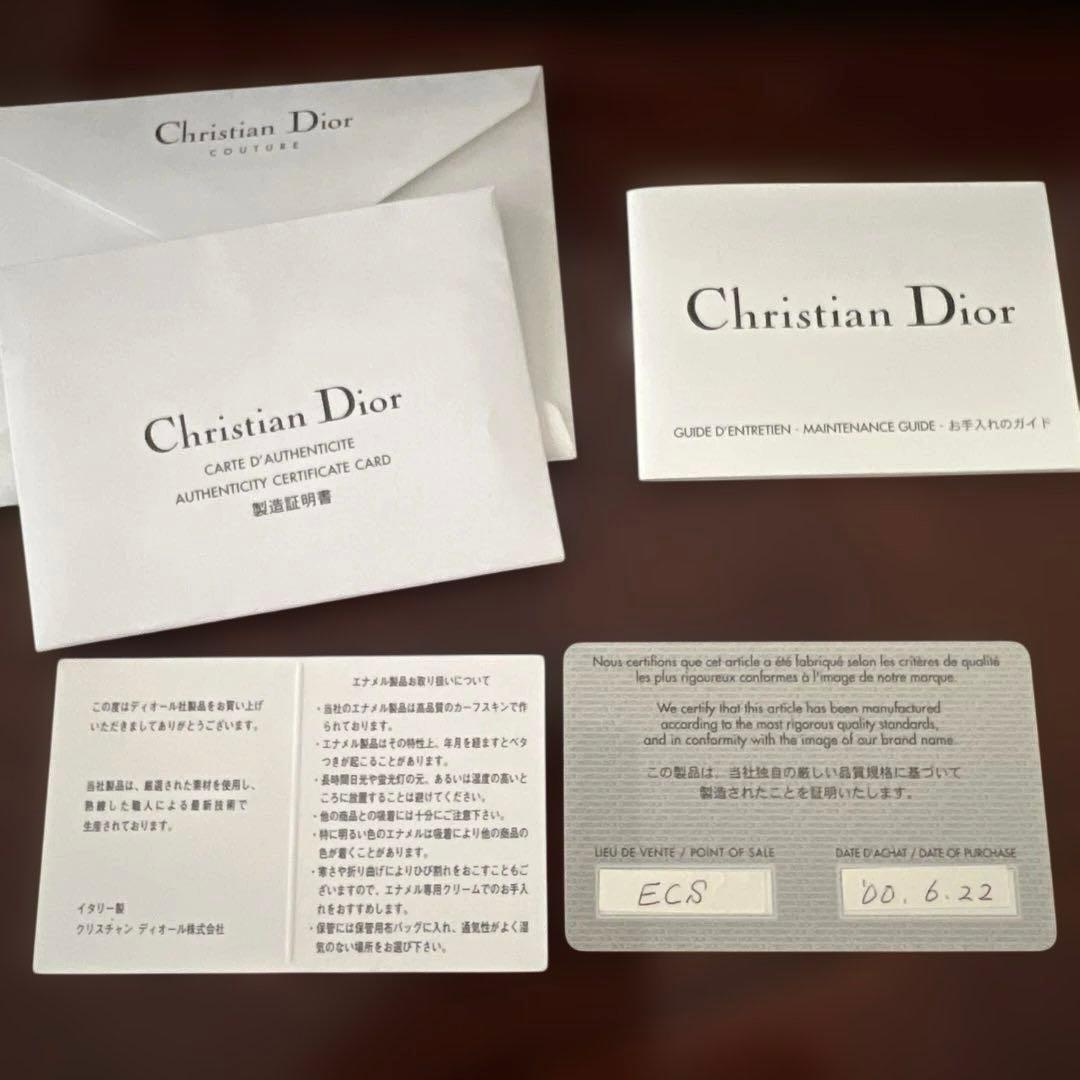 Christian Dior
COUTURE
Christian Dior
CARTE D'AUTHENTICITE
AUTHENTICITY CERTIFICATE CARD
製造証明書
Christian Dior
GUIDE D'ENTRETIEN - MAINTENANCE GUIDE - お手入れのガイド
この度はディオール社製品をお買い上げ
いただきましてありがとうございます。
当社製品は、厳選された素材を使用し、
熟練した職人による最新技術で
生産されております。
イタリー製
クリスチャン ディオール株式会社
エナメル製品お取り扱いについて
・当社のエナメル製品は高品質のカーフスキンで作
られております。
・エナメル製品はその特性上、年月を経ますとベタ
つきが起こることがあります。
・長時間日光や蛍光灯の元、あるいは湿度の高いと
ころに放置することは避けてください。
・他の商品との吸着には十分にご注意下さい。
・特に明るい色のエナメルは吸着により他の商品の
色が着くことがあります。
・寒さや折り曲げによりひび割れをおこすこともご
ざいますので、エナメル専用クリームでのお手入
れをおすすめします。
・保管には保管用布バッグに入れ、通気性がよく湿
気のない場所をお選び下さい。
Nous certifions que cet article a été fabriqué selon les critères de qualité
les plus rigoureux conformes à l'image de notre marque.
We certify that this article has been manufactured
according to the most rigorous quality standards,
and in conformity with the image of our brand name.
この製品は、当社独自の厳しい品質規格に基づいて
製造されたことを証明いたします。
LIEU DE VENTE / POINT OF SALE
ECS
DATE D'ACHAT / DATE OF PURCHASE
'00. 6. 22